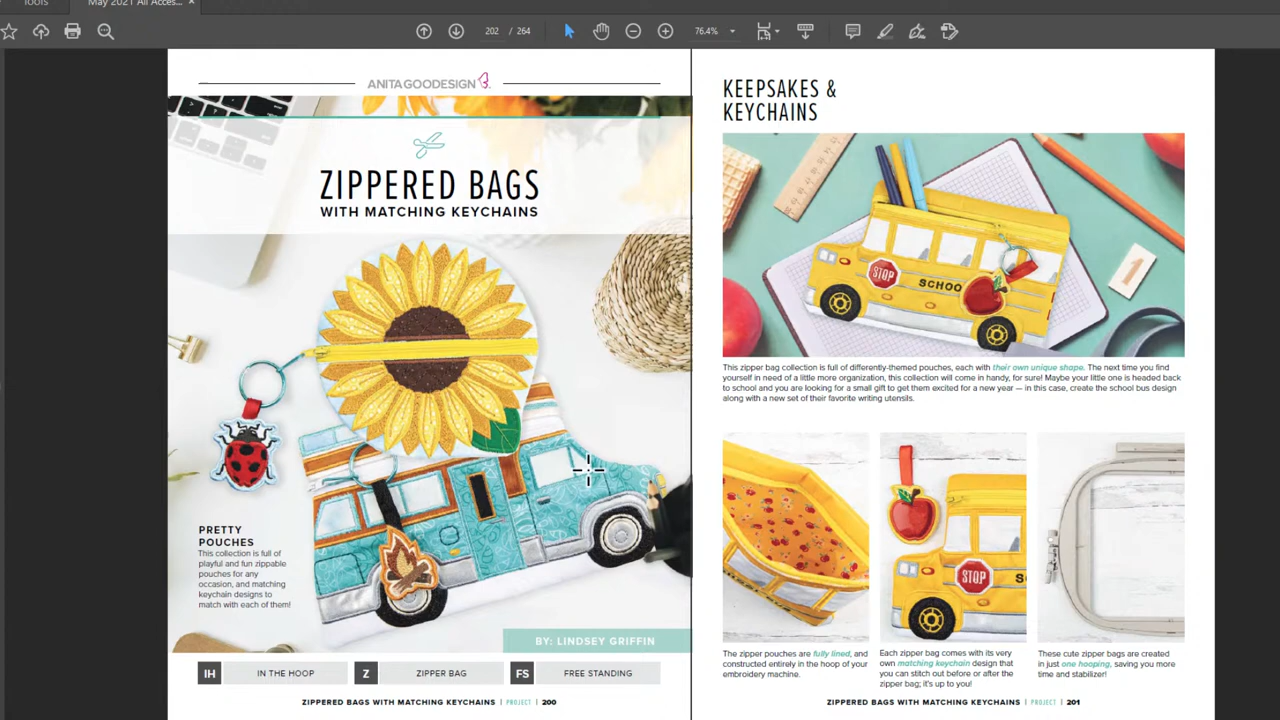 Tools
May 2021 All Acces... ×
202 / 264
76.4%
ANITA GOODESIGN
ZIPPERED BAGS
WITH MATCHING KEYCHAINS
PRETTY
POUCHES
This collection is full of
playful and fun zippable
pouches for any
occasion, and matching
keychain designs to
match with each of them!
BY: LINDSEY GRIFFIN
IH IN THE HOOP Z ZIPPER BAG FS FREE STANDING
ZIPPERED BAGS WITH MATCHING KEYCHAINS | PROJECT | 200
KEEPSAKES &
KEYCHAINS
STOP
SCHOO
1
This zipper bag collection is full of differently-themed pouches, each with their own unique shape. The next time you find
yourself in need of a little more organization, this collection will come in handy, for sure! Maybe your little one is headed back
to school and you are looking for a small gift to get them excited for a new year — in this case, create the school bus design
along with a new set of their favorite writing utensils.
STOP
S
The zipper pouches are fully lined, and
constructed entirely in the hoop of your
embroidery machine.
Each zipper bag comes with its very
own matching keychain design that
you can stitch out before or after the
zipper bag; it's up to you!
These cute zipper bags are created
in just one hooping, saving you more
time and stabilizer!
ZIPPERED BAGS WITH MATCHING KEYCHAINS | PROJECT | 201